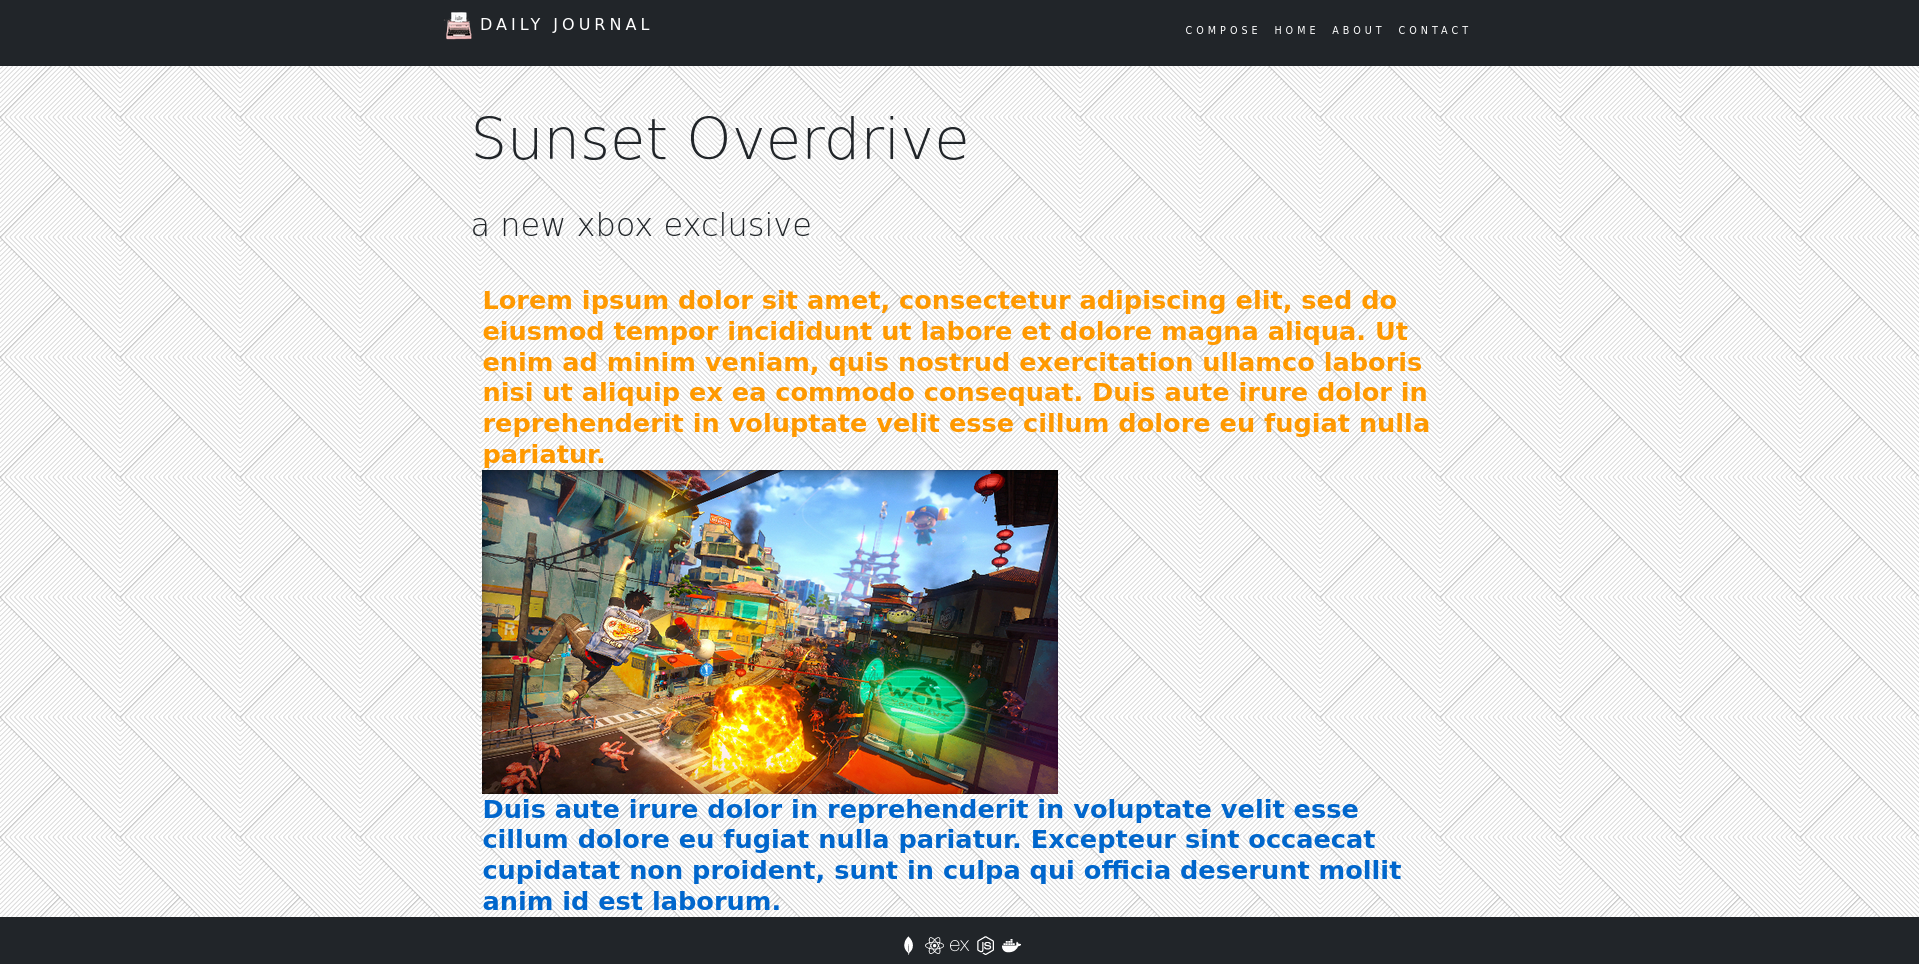 DAILY JOURNAL
COMPOSE HOME ABOUT CONTACT
Sunset Overdrive
a new xbox exclusive
Lorem ipsum dolor sit amet, consectetur adipiscing elit, sed do
eiusmod tempor incididunt ut labore et dolore magna aliqua. Ut
enim ad minim veniam, quis nostrud exercitation ullamco laboris
nisi ut aliquip ex ea commodo consequat. Duis aute irure dolor in
reprehenderit in voluptate velit esse cillum dolore eu fugiat nulla
pariatur.
Duis aute irure dolor in reprehenderit in voluptate velit esse
cillum dolore eu fugiat nulla pariatur. Excepteur sint occaecat
cupidatat non proident, sunt in culpa qui officia deserunt mollit
anim id est laborum.
ex JS